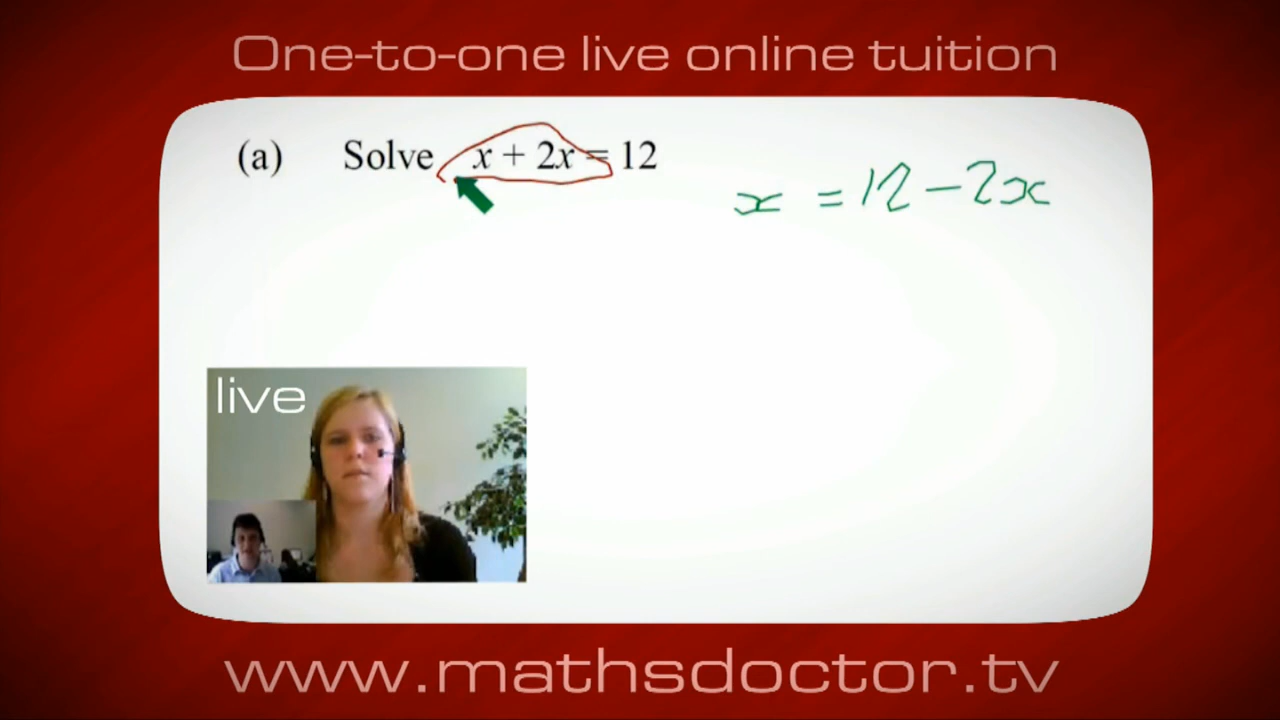 One-to-one live online tuition
(a) Solve x + 2x = 12
x = 12 - 2x
live
www.mathsdoctor.tv